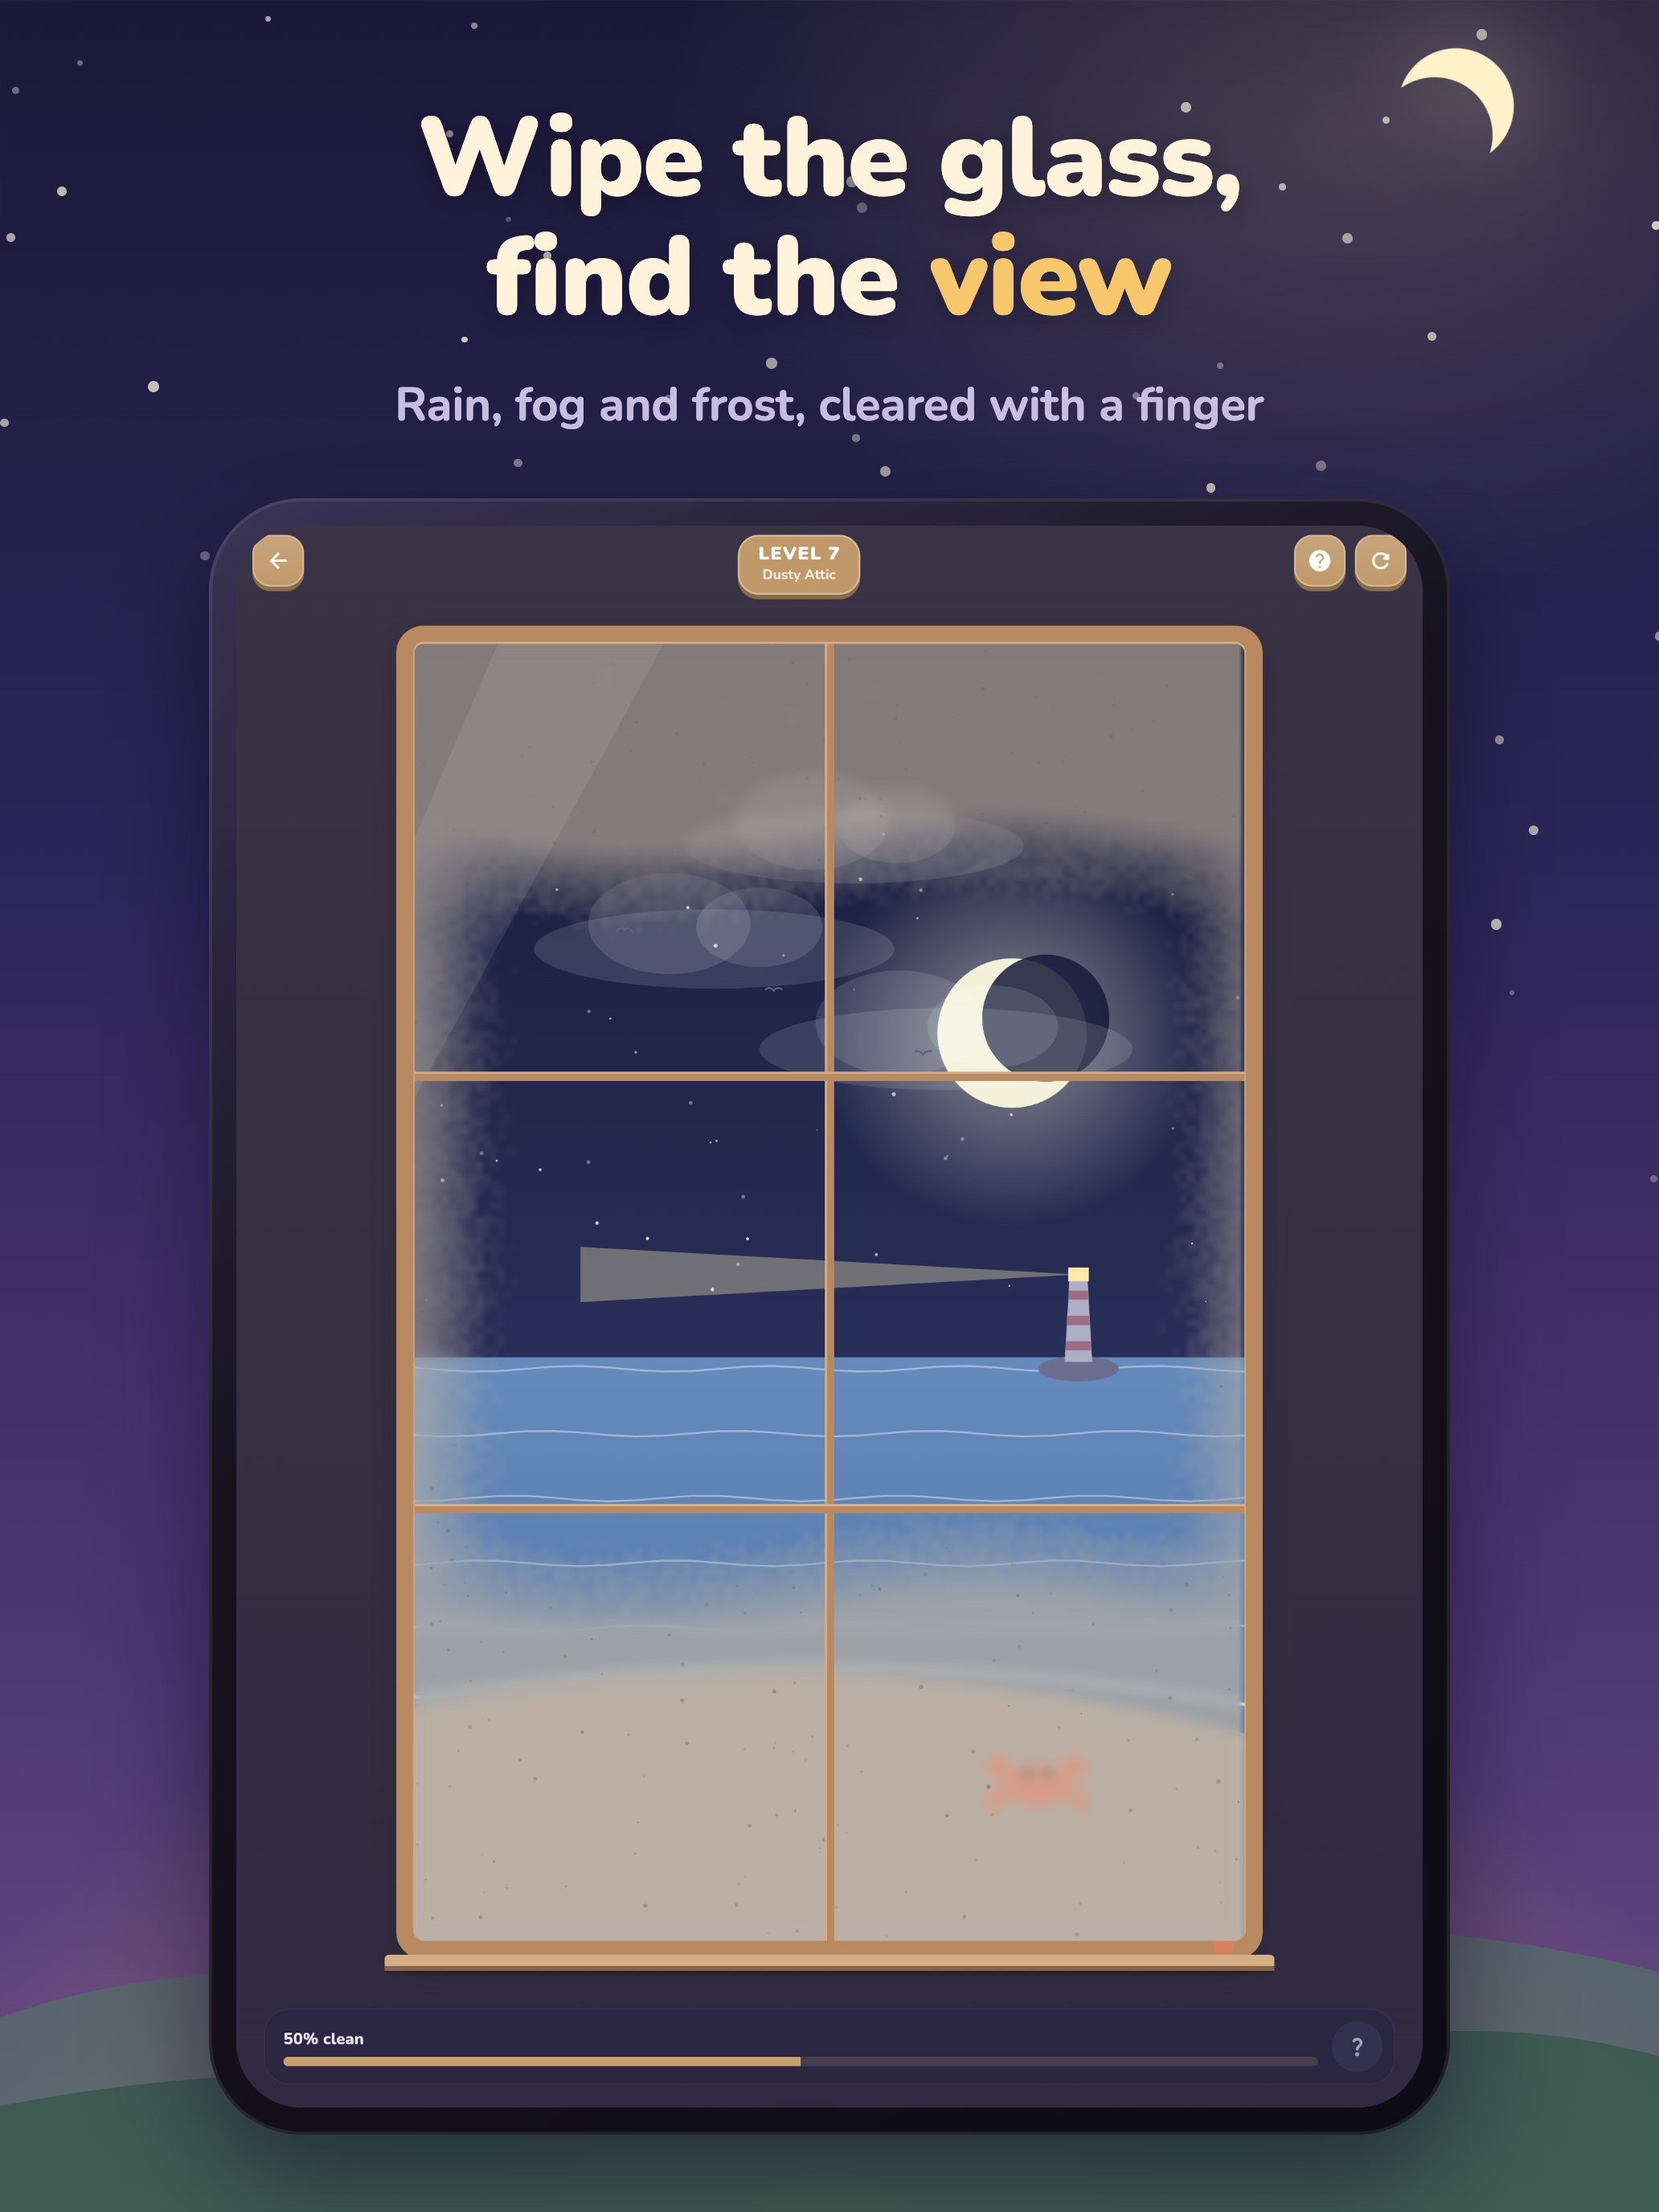 Wipe the glass,
find the view
Rain, fog and frost, cleared with a finger
LEVEL 7
Dusty Attic
?
50% clean
?